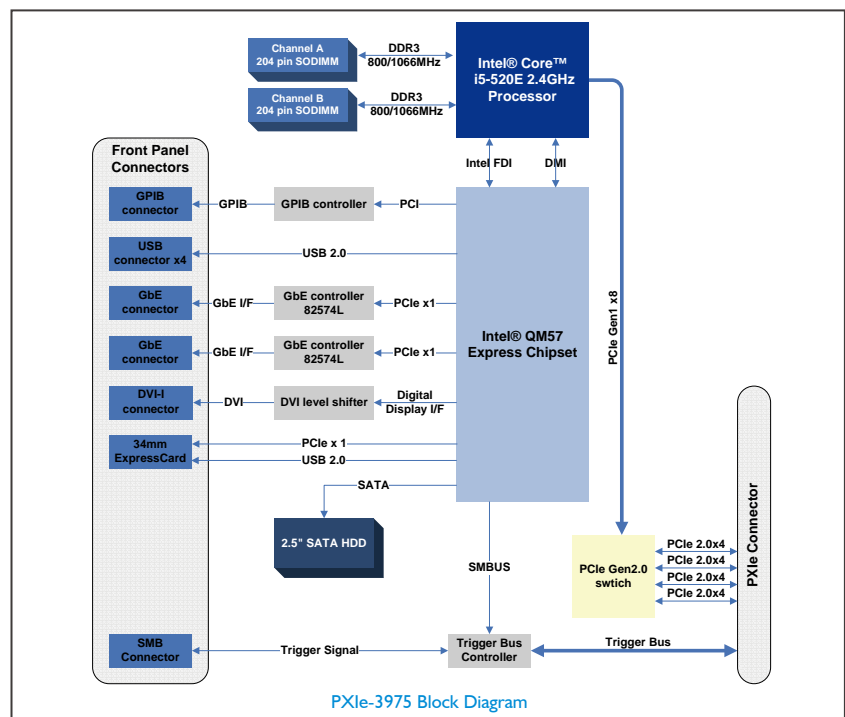 Channel A
204 pin SODIMM
DDR3
800/1066MHz
Intel® Core™
i5-520E 2.4GHz
Processor
Channel B
204 pin SODIMM
DDR3
800/1066MHz
Front Panel
Connectors
Intel FDI
DMI
GPIB
connector
GPIB
GPIB controller
PCI
USB
connector x4
USB 2.0
GbE
connector
GbE I/F
GbE controller
82574L
PCIe x1
PCIe Gen1 x8
Intel® QM57
Express Chipset
GbE
connector
GbE I/F
GbE controller
82574L
PCIe x1
DVI-I
connector
DVI
DVI level shifter
Digital
Display I/F
34mm
ExpressCard
PCIe x 1
USB 2.0
SATA
2.5" SATA HDD
SMBUS
PCIe Gen2.0
swtich
PCIe 2.0x4
PCIe 2.0x4
PCIe 2.0x4
PCIe 2.0x4
PXIe Connector
SMB
Connector
Trigger Signal
Trigger Bus
Controller
Trigger Bus
PXIe-3975 Block Diagram